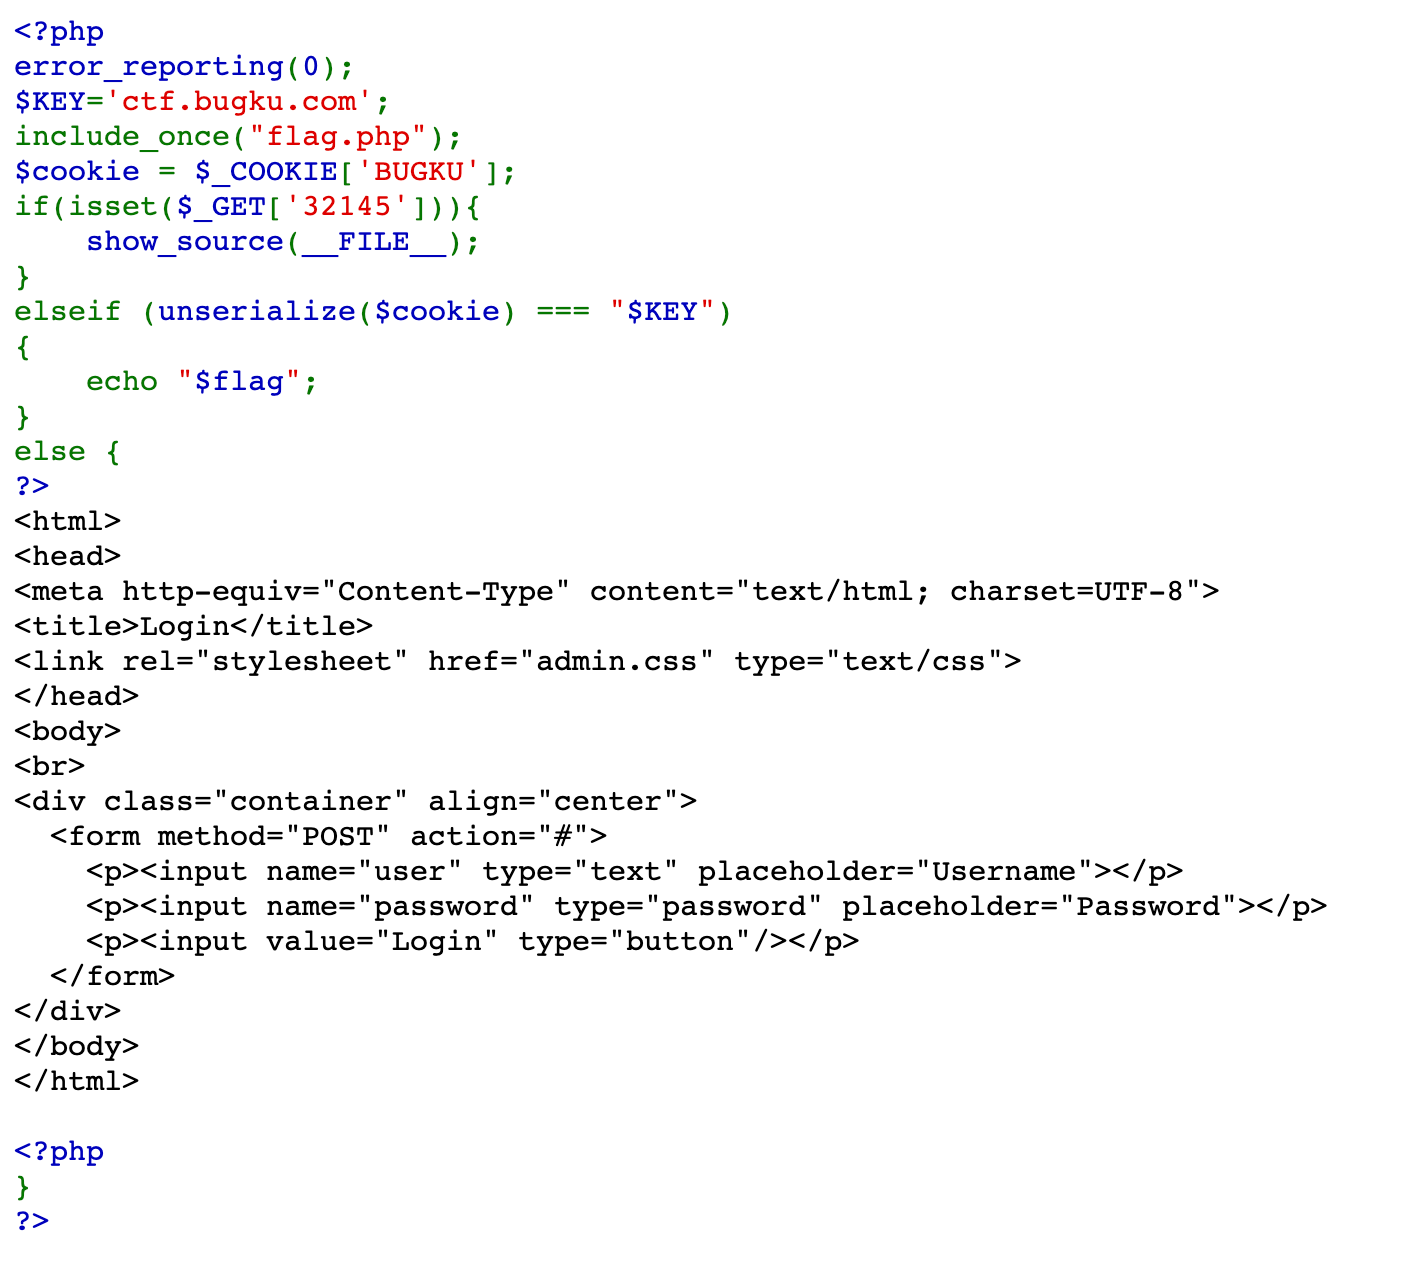 <?php
error_reporting(0);
$KEY='ctf.bugku.com';
include_once("flag.php");
$cookie = $_COOKIE['BUGKU'];
if(isset($_GET['32145'])){
    show_source(__FILE__);
}
elseif (unserialize($cookie) === "$KEY")
{
    echo "$flag";
}
else {
?>
<html>
<head>
<meta http-equiv="Content-Type" content="text/html; charset=UTF-8">
<title>Login</title>
<link rel="stylesheet" href="admin.css" type="text/css">
</head>
<body>
<br>
<div class="container" align="center">
  <form method="POST" action="#">
    <p><input name="user" type="text" placeholder="Username"></p>
    <p><input name="password" type="password" placeholder="Password"></p>
    <p><input value="Login" type="button"/></p>
  </form>
</div>
</body>
</html>

<?php
}
?>